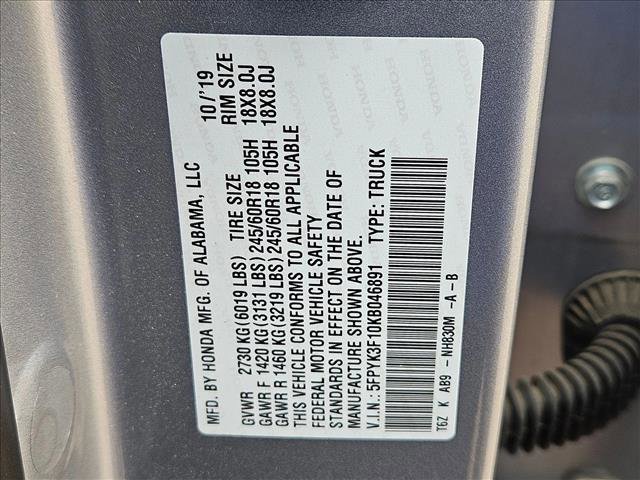 MFD. BY HONDA MFG. OF ALABAMA, LLC 10/'19
GVWR 2730 KG (6019 LBS) TIRE SIZE RIM SIZE
GAWR F 1420 KG (3131 LBS) 245/60R18 105H 18X8.0J
GAWR R 1460 KG (3219 LBS) 245/60R18 105H 18X8.0J
THIS VEHICLE CONFORMS TO ALL APPLICABLE
FEDERAL MOTOR VEHICLE SAFETY
STANDARDS IN EFFECT ON THE DATE OF
MANUFACTURE SHOWN ABOVE.
V.I.N.: 5FPYK3F10KB046891 TYPE: TRUCK
T6Z K AB9 - NH830M -A-B